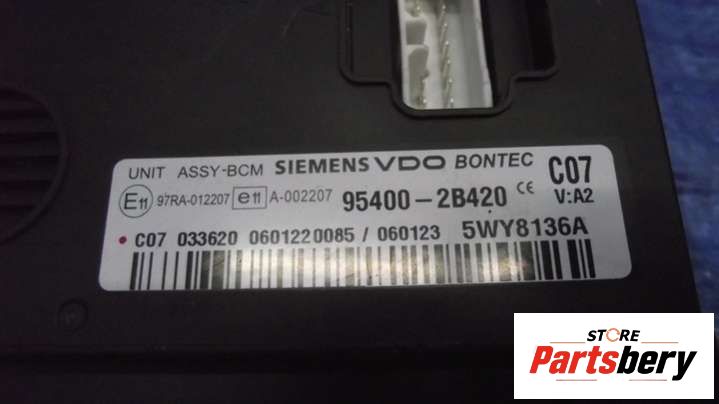 UNIT ASSY-BCM SIEMENS VDO BONTEC C07
E11 97RA-012207 e11 A-002207 95400-2B420 CE V:A2
• C07 033620 0601220085 / 060123 5WY8136A
STORE
Partsbery